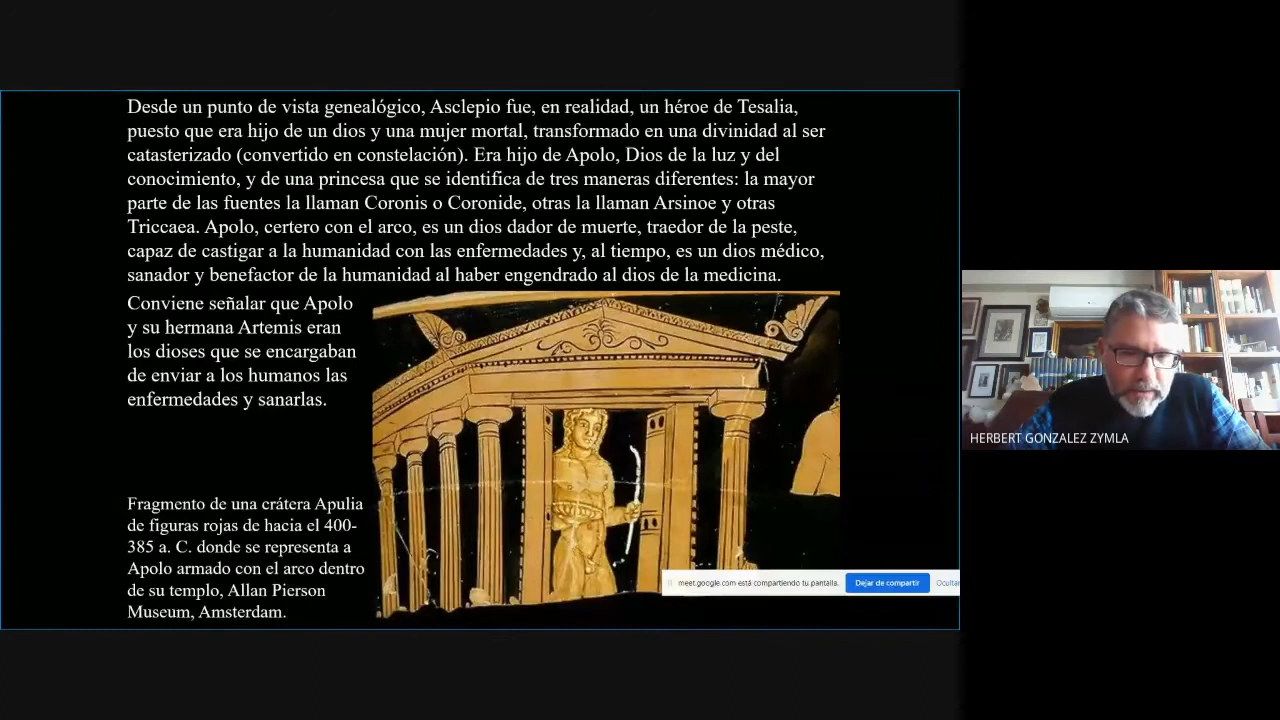 Desde un punto de vista genealógico, Asclepio fue, en realidad, un héroe de Tesalia,
puesto que era hijo de un dios y una mujer mortal, transformado en una divinidad al ser
catasterizado (convertido en constelación). Era hijo de Apolo, Dios de la luz y del
conocimiento, y de una princesa que se identifica de tres maneras diferentes: la mayor
parte de las fuentes la llaman Coronis o Coronide, otras la llaman Arsinoe y otras
Triccaea. Apolo, certero con el arco, es un dios dador de muerte, traedor de la peste,
capaz de castigar a la humanidad con las enfermedades y, al tiempo, es un dios médico,
sanador y benefactor de la humanidad al haber engendrado al dios de la medicina.
Conviene señalar que Apolo
y su hermana Artemis eran
los dioses que se encargaban
de enviar a los humanos las
enfermedades y sanarlas.
Fragmento de una crátera Apulia
de figuras rojas de hacia el 400-
385 a. C. donde se representa a
Apolo armado con el arco dentro
de su templo, Allan Pierson
Museum, Amsterdam.
meet.google.com está compartiendo tu pantalla.
Dejar de compartir
Ocultar
HERBERT GONZALEZ ZYMLA